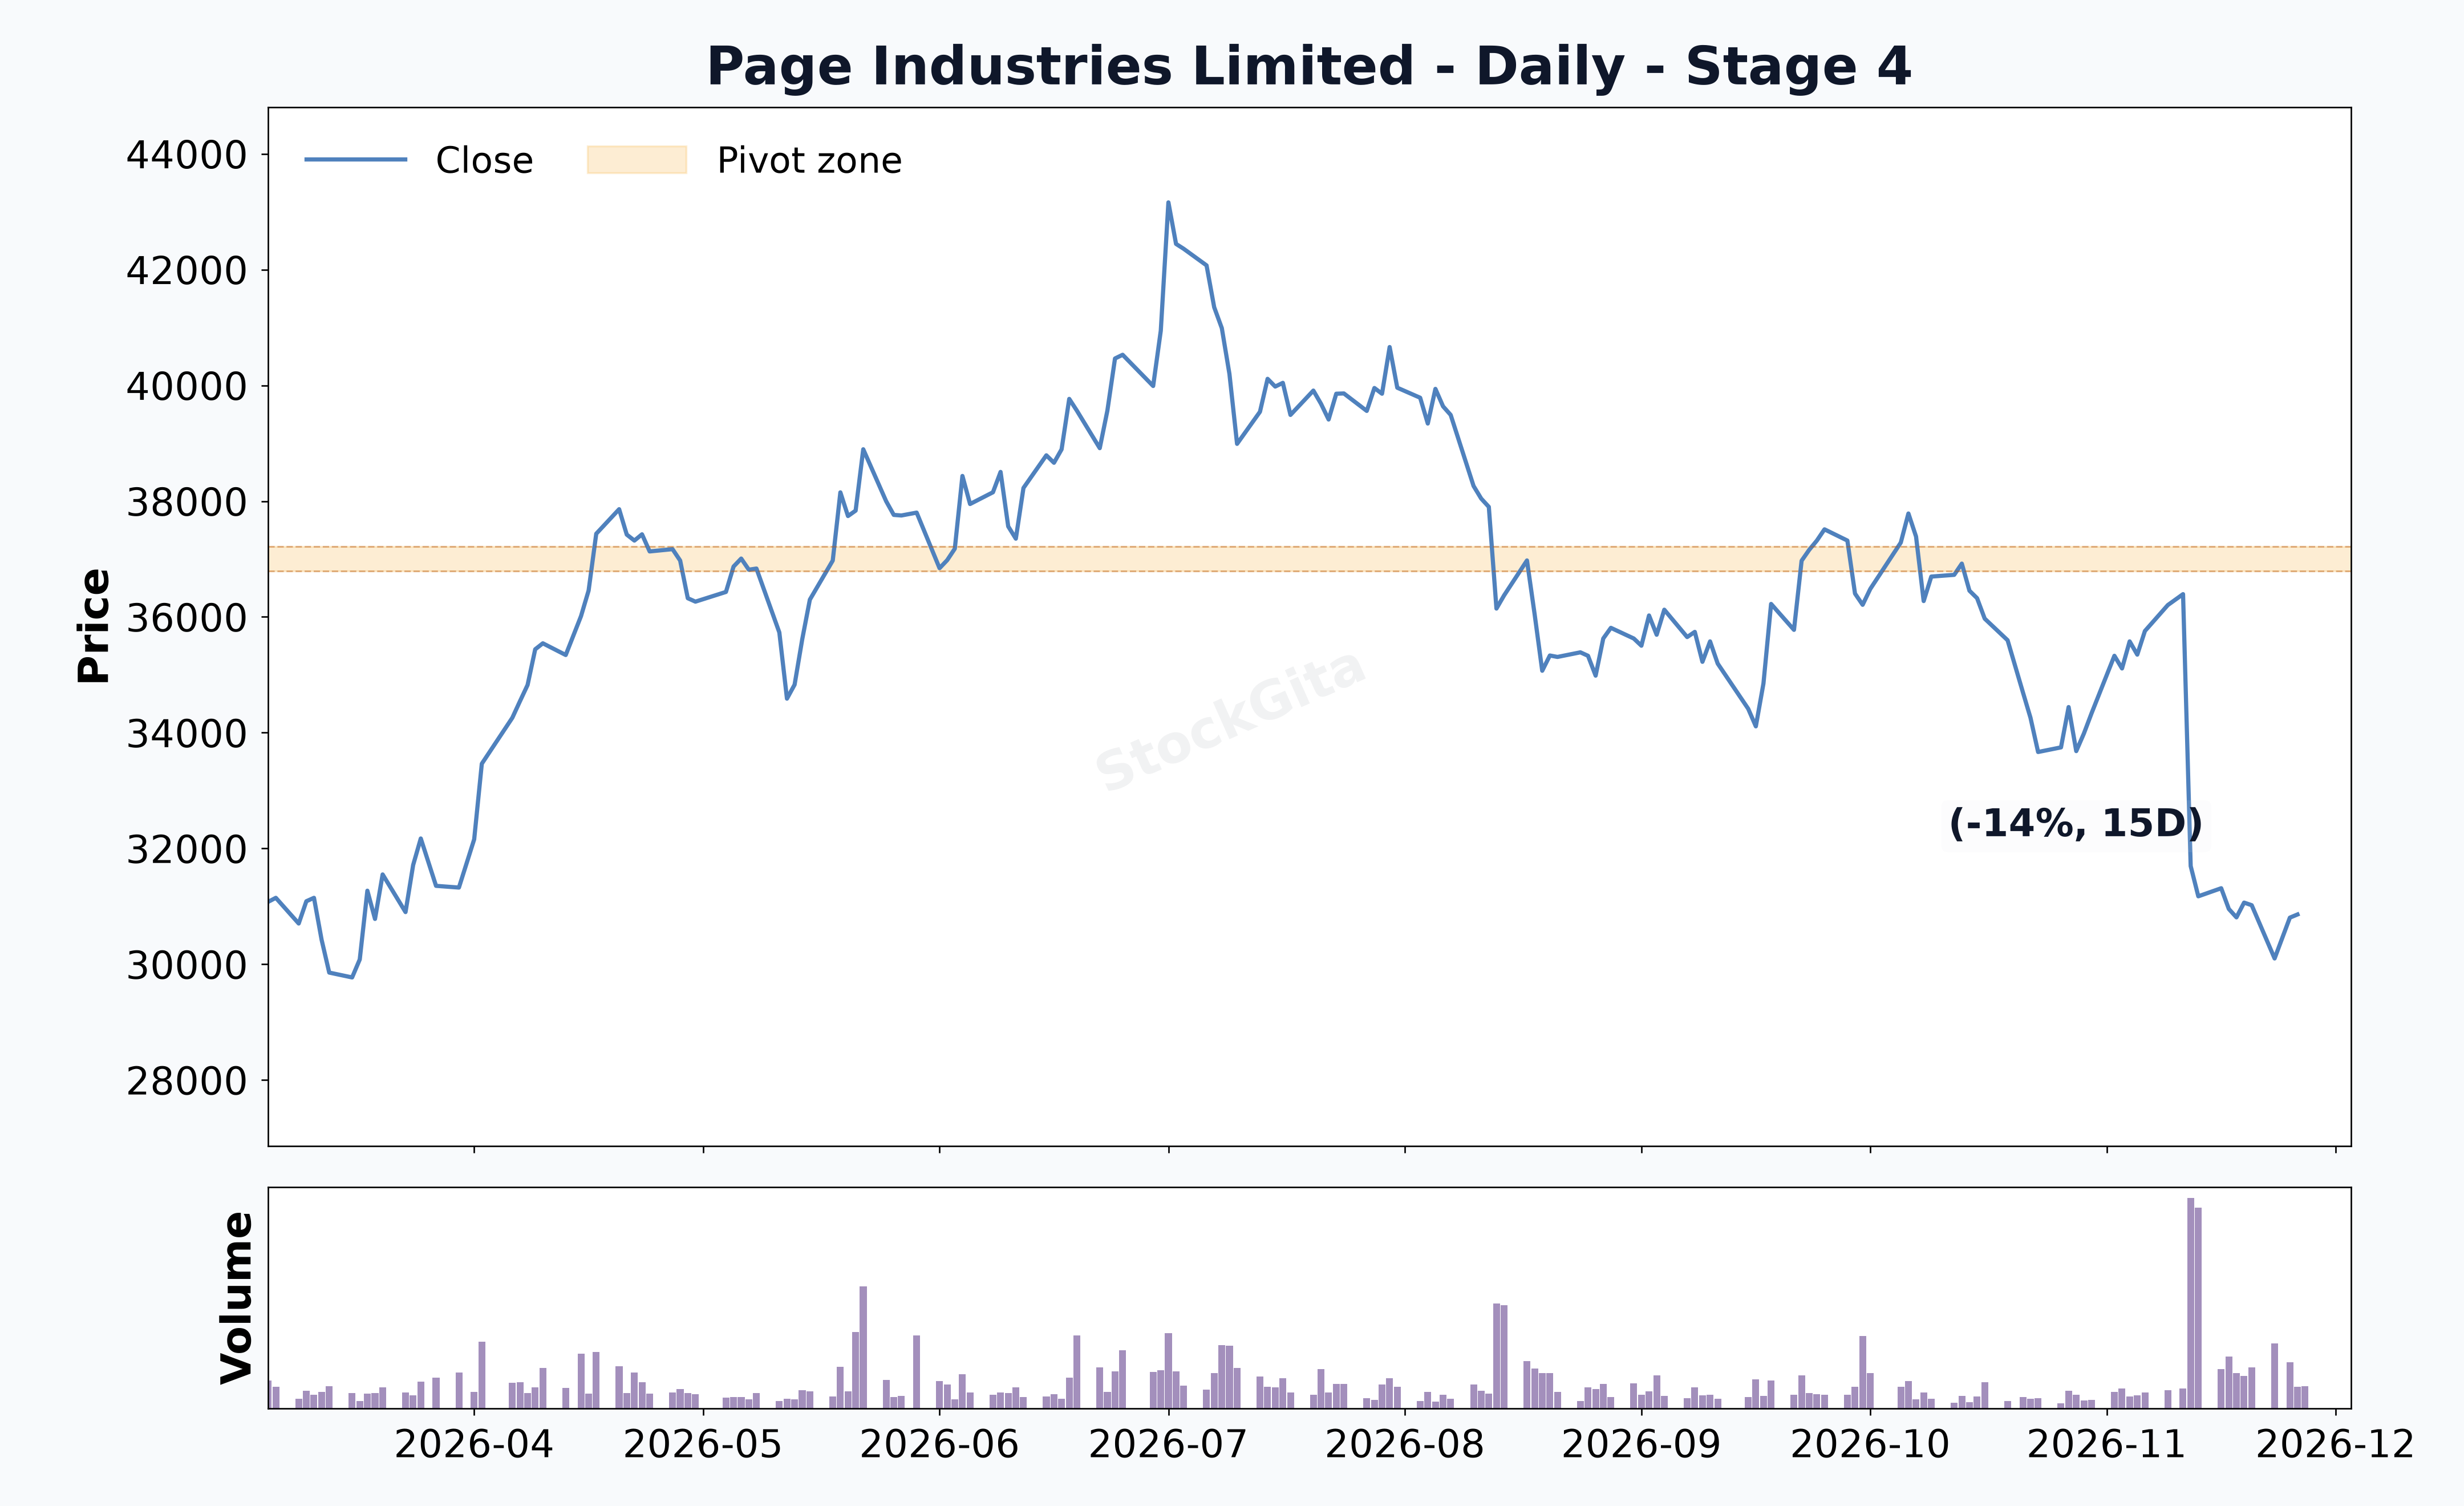 Page Industries Limited - Daily - Stage 4
Close
Pivot zone
44000
42000
40000
38000
36000
34000
32000
30000
28000
Price
StockGita
(-14%, 15D)
Volume
2026-04
2026-05
2026-06
2026-07
2026-08
2026-09
2026-10
2026-11
2026-12